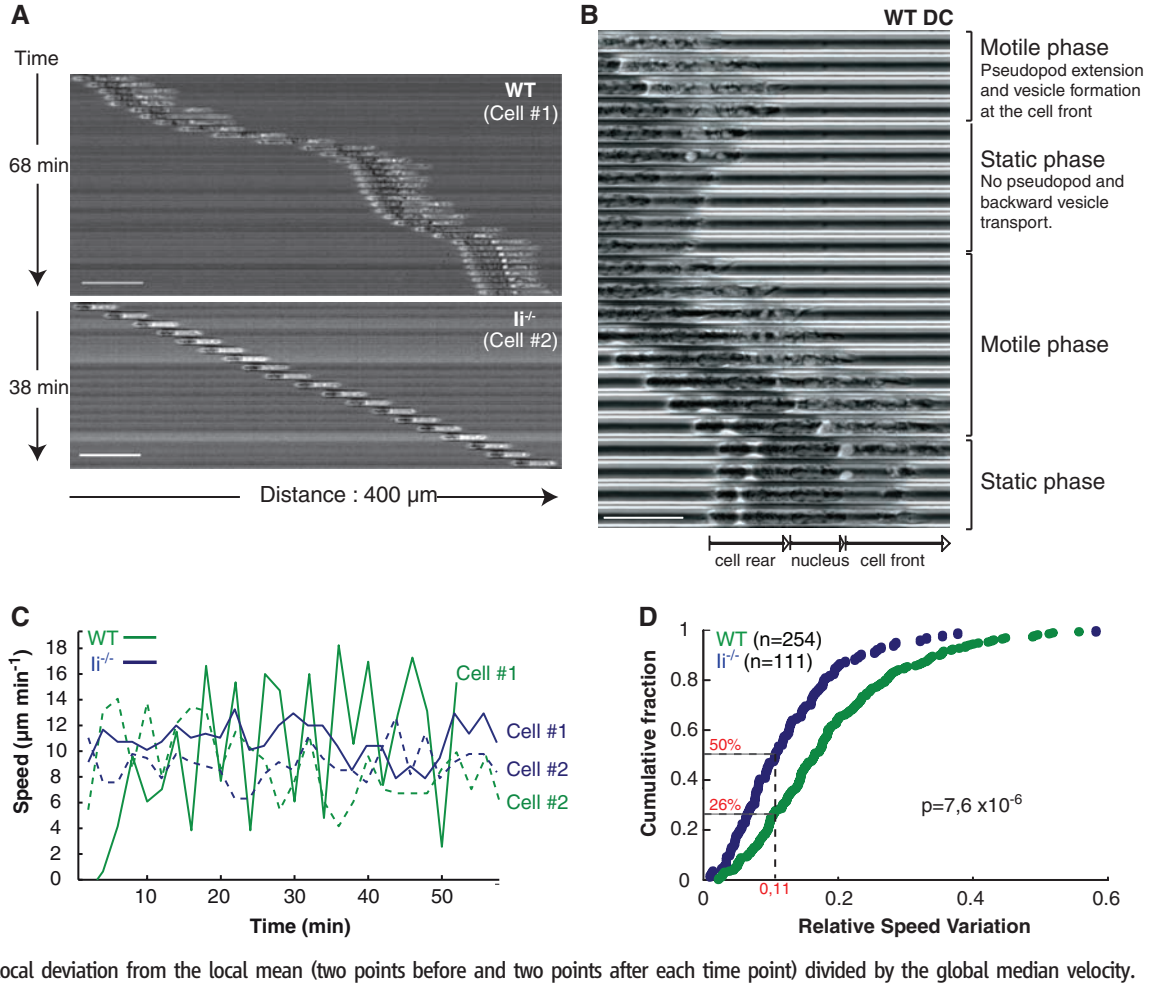 A
Time
68 min
38 min
WT
(Cell #1)
Ii-/-
(Cell #2)
Distance : 400 µm
B
WT DC
Motile phase
Pseudopod extension
and vesicle formation
at the cell front
Static phase
No pseudopod and
backward vesicle
transport.
Motile phase
Static phase
cell rear nucleus cell front
C
WT
Ii-/-
Speed (µm min-1)
18
16
14
12
10
8
6
4
2
0
Cell #1
Cell #1
Cell #2
Cell #2
10 20 30 40 50
Time (min)
D
WT (n=254)
Ii-/- (n=111)
Cumulative fraction
1
0.8
0.6
50%
0.4
26%
0.2
0
p=7,6 x10-6
0,11
0 0.2 0.4 0.6
Relative Speed Variation
ocal deviation from the local mean (two points before and two points after each time point) divided by the global median velocity.